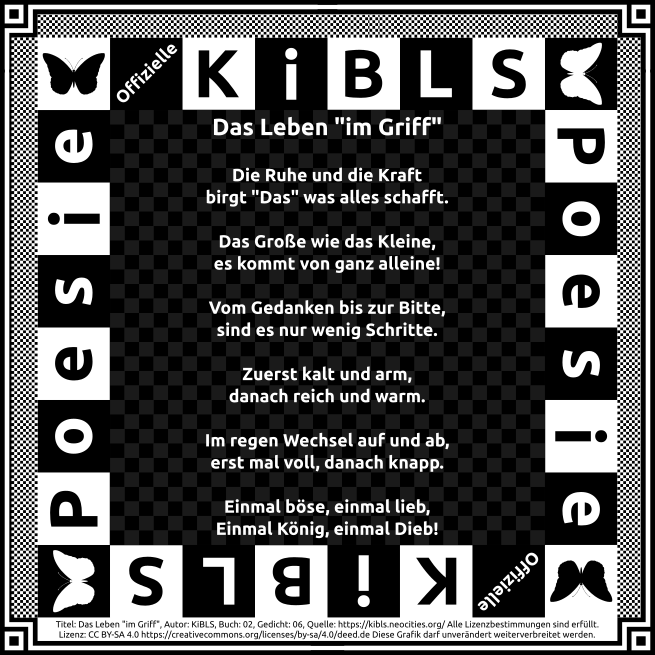 Offizielle
KiBLS
Poesie
Das Leben "im Griff"
Die Ruhe und die Kraft
birgt "Das" was alles schafft.
Das Große wie das Kleine,
es kommt von ganz alleine!
Vom Gedanken bis zur Bitte,
sind es nur wenig Schritte.
Zuerst kalt und arm,
danach reich und warm.
Im regen Wechsel auf und ab,
erst mal voll, danach knapp.
Einmal böse, einmal lieb,
Einmal König, einmal Dieb!
Poesie
Offizielle
KiBLS
Titel: Das Leben "im Griff", Autor: KiBLS, Buch: 02, Gedicht: 06, Quelle: https://kibls.neocities.org/ Alle Lizenzbestimmungen sind erfüllt.
Lizenz: CC BY-SA 4.0 https://creativecommons.org/licenses/by-sa/4.0/deed.de Diese Grafik darf unverändert weiterverbreitet werden.